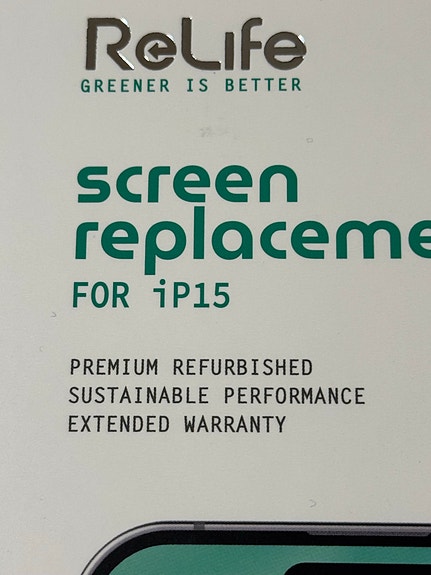 ReLife
GREENER IS BETTER
screen
replaceme
FOR iP15
PREMIUM REFURBISHED
SUSTAINABLE PERFORMANCE
EXTENDED WARRANTY